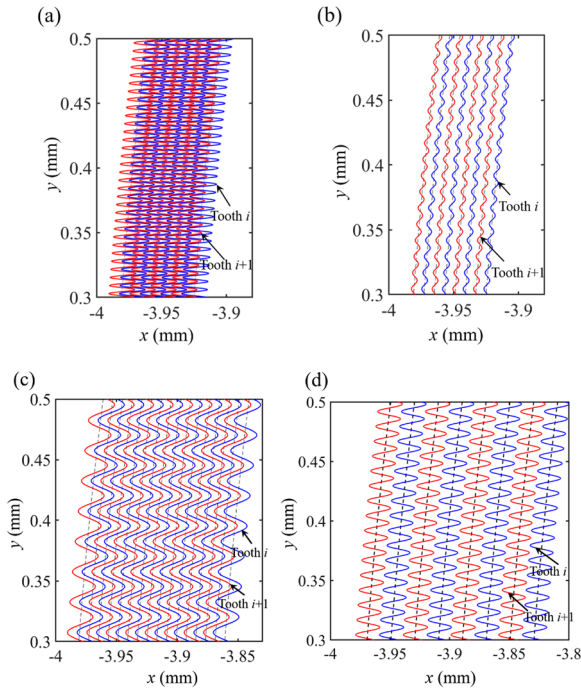 (a)
0.5
0.45
0.4
0.35
0.3
y (mm)
Tooth i
Tooth i+1
-4
-3.95
-3.9
x (mm)
(b)
0.5
0.45
0.4
0.35
0.3
y (mm)
Tooth i
Tooth i+1
-4
-3.95
-3.9
x (mm)
(c)
0.5
0.45
0.4
0.35
0.3
y (mm)
Tooth i
Tooth i+1
-4
-3.95
-3.9
-3.85
x (mm)
(d)
0.5
0.45
0.4
0.35
0.3
y (mm)
Tooth i
Tooth i+1
-4
-3.95
-3.9
-3.85
-3.8
x (mm)